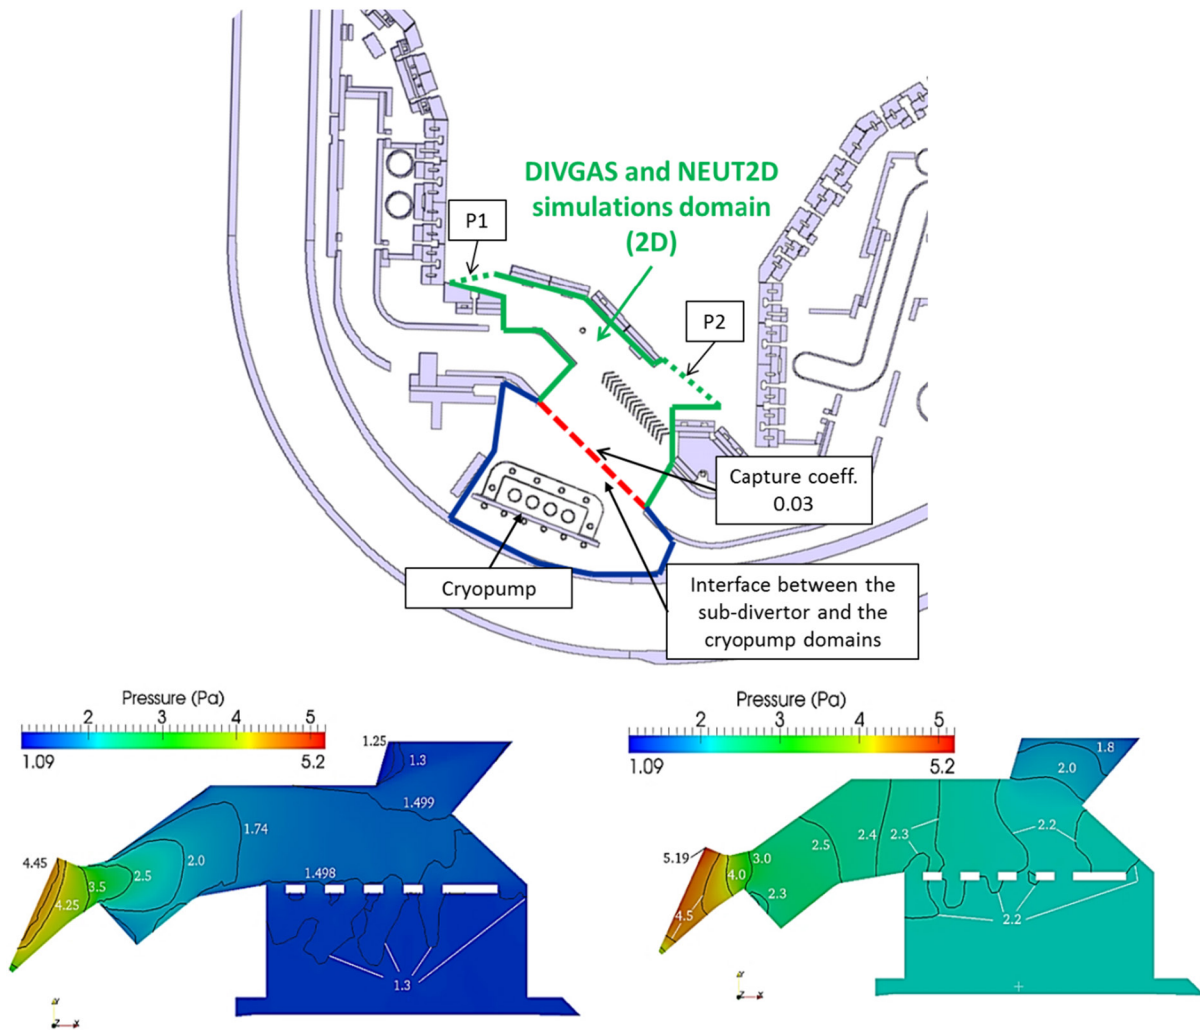 DIVGAS and NEUT2D
simulations domain
(2D)
P1
P2
Capture coeff.
0.03
Cryopump
Interface between the
sub-divertor and the
cryopump domains
Pressure (Pa)
2 3 4 5
1.09 5.2
1.25
1.3
1.499
1.74
2.0
4.45
2.5
3.5
4.25
1.498
1.3
Y
Z X
Pressure (Pa)
2 3 4 5
1.09 5.2
1.8
2.0
2.2
2.4
2.3
2.5
5.19
3.0
4.0
2.3
4.5
2.2
Y
Z X